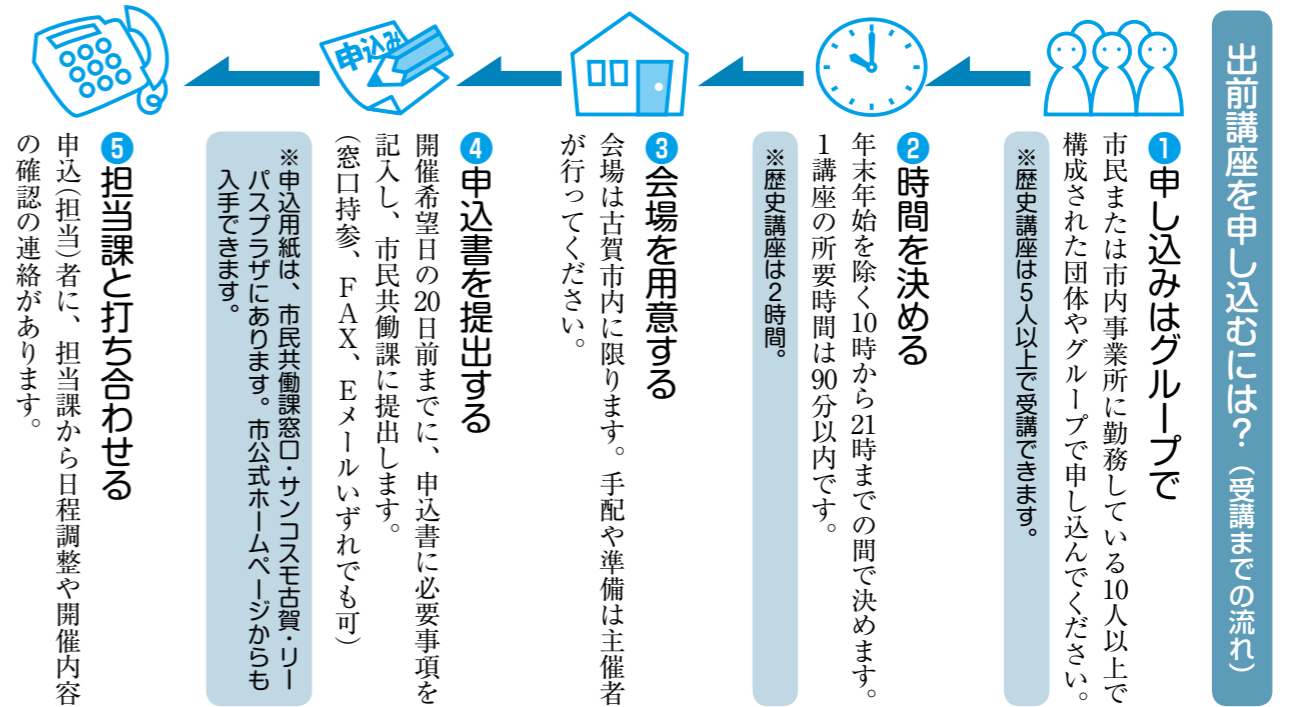 出前講座を申し込むには？（受講までの流れ）
❶申し込みはグループで
市民または市内事業所に勤務している10人以上で
構成された団体やグループで申し込んでください。
※歴史講座は5人以上で受講できます。
❷時間を決める
年末年始を除く10時から21時までの間で決めます。
１講座の所要時間は90分以内です。
※歴史講座は2時間。
❸会場を用意する
会場は古賀市内に限ります。手配や準備は主催者
が行ってください。
申込み
❹申込書を提出する
開催希望日の20日前までに、申込書に必要事項を
記入し、市民共働課に提出します。
（窓口持参、ＦＡＸ、Ｅメールいずれでも可）
※申込用紙は、市民共働課窓口・サンコスモ古賀・リー
パスプラザにあります。市公式ホームページからも
入手できます。
❺担当課と打ち合わせる
申込（担当）者に、担当課から日程調整や開催内容
の確認の連絡があります。